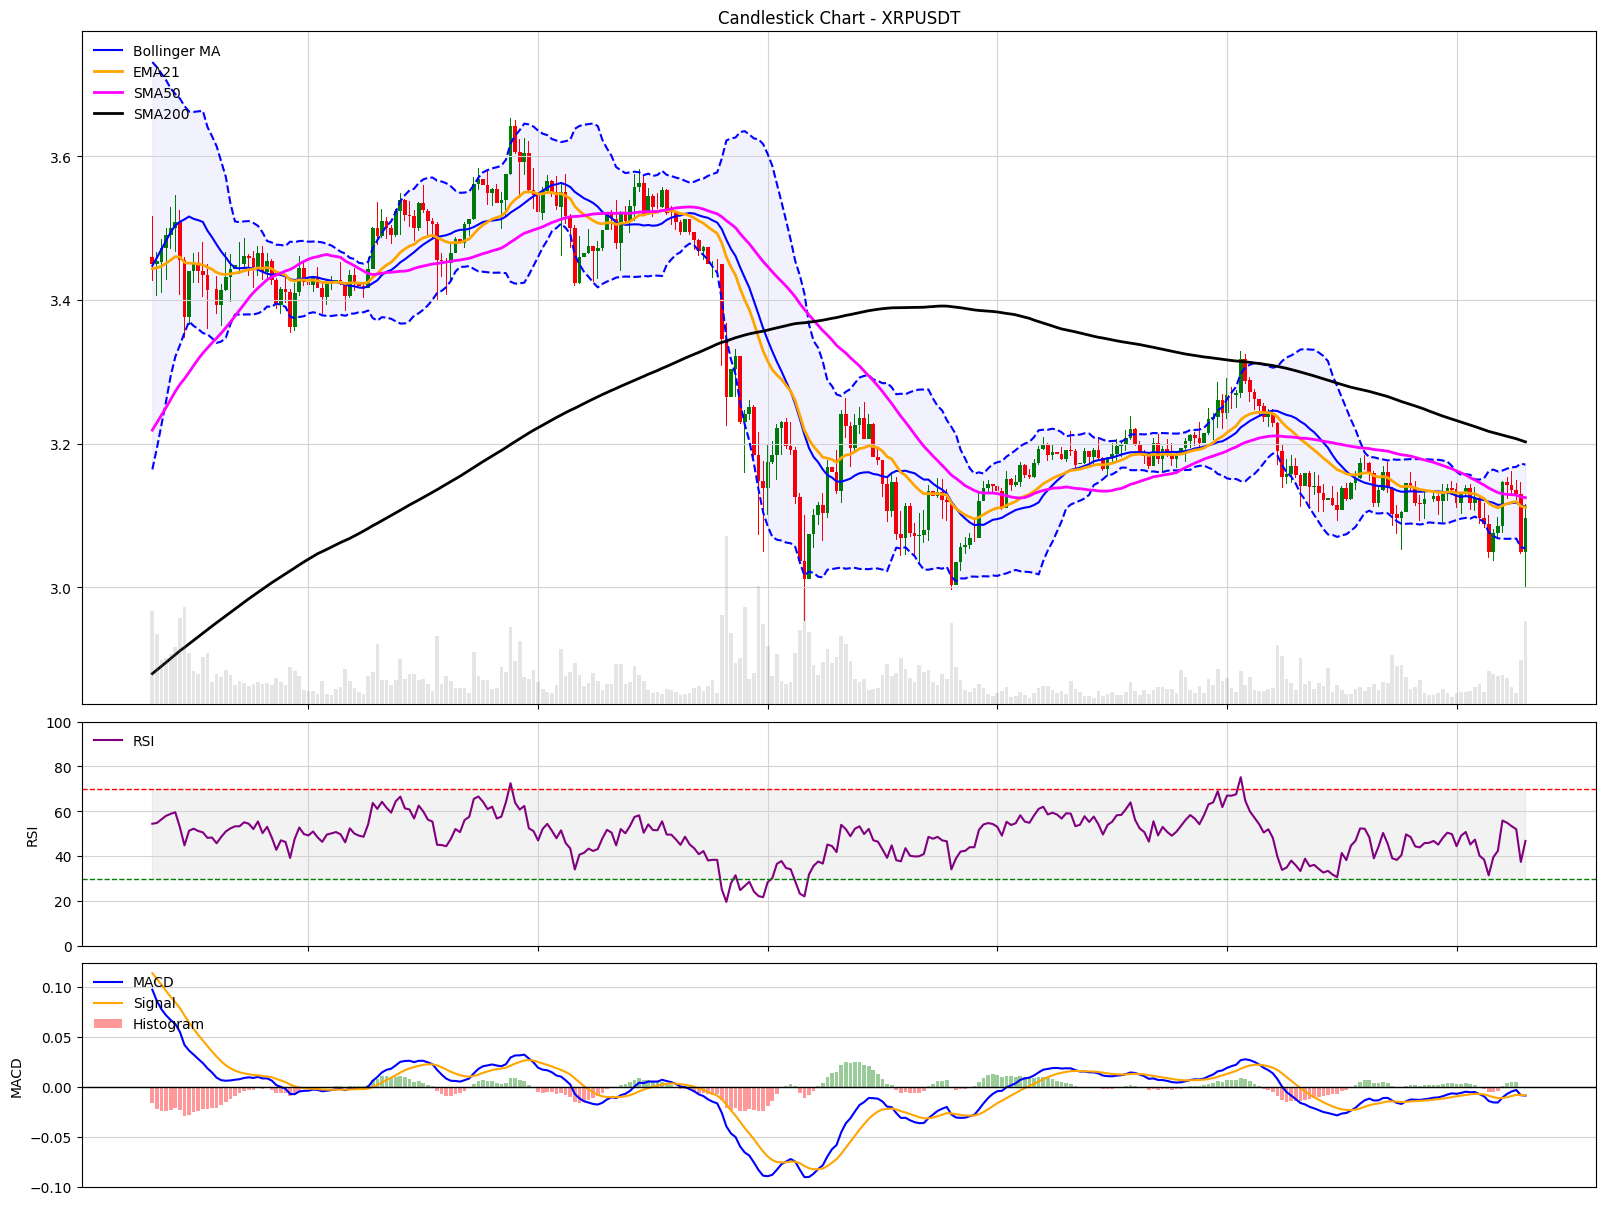 Candlestick Chart - XRPUSDT
Bollinger MA
EMA21
SMA50
SMA200
3.6
3.4
3.2
3.0
RSI
100
80
60
40
20
0
RSI
MACD
Signal
Histogram
0.10
0.05
0.00
−0.05
−0.10
MACD